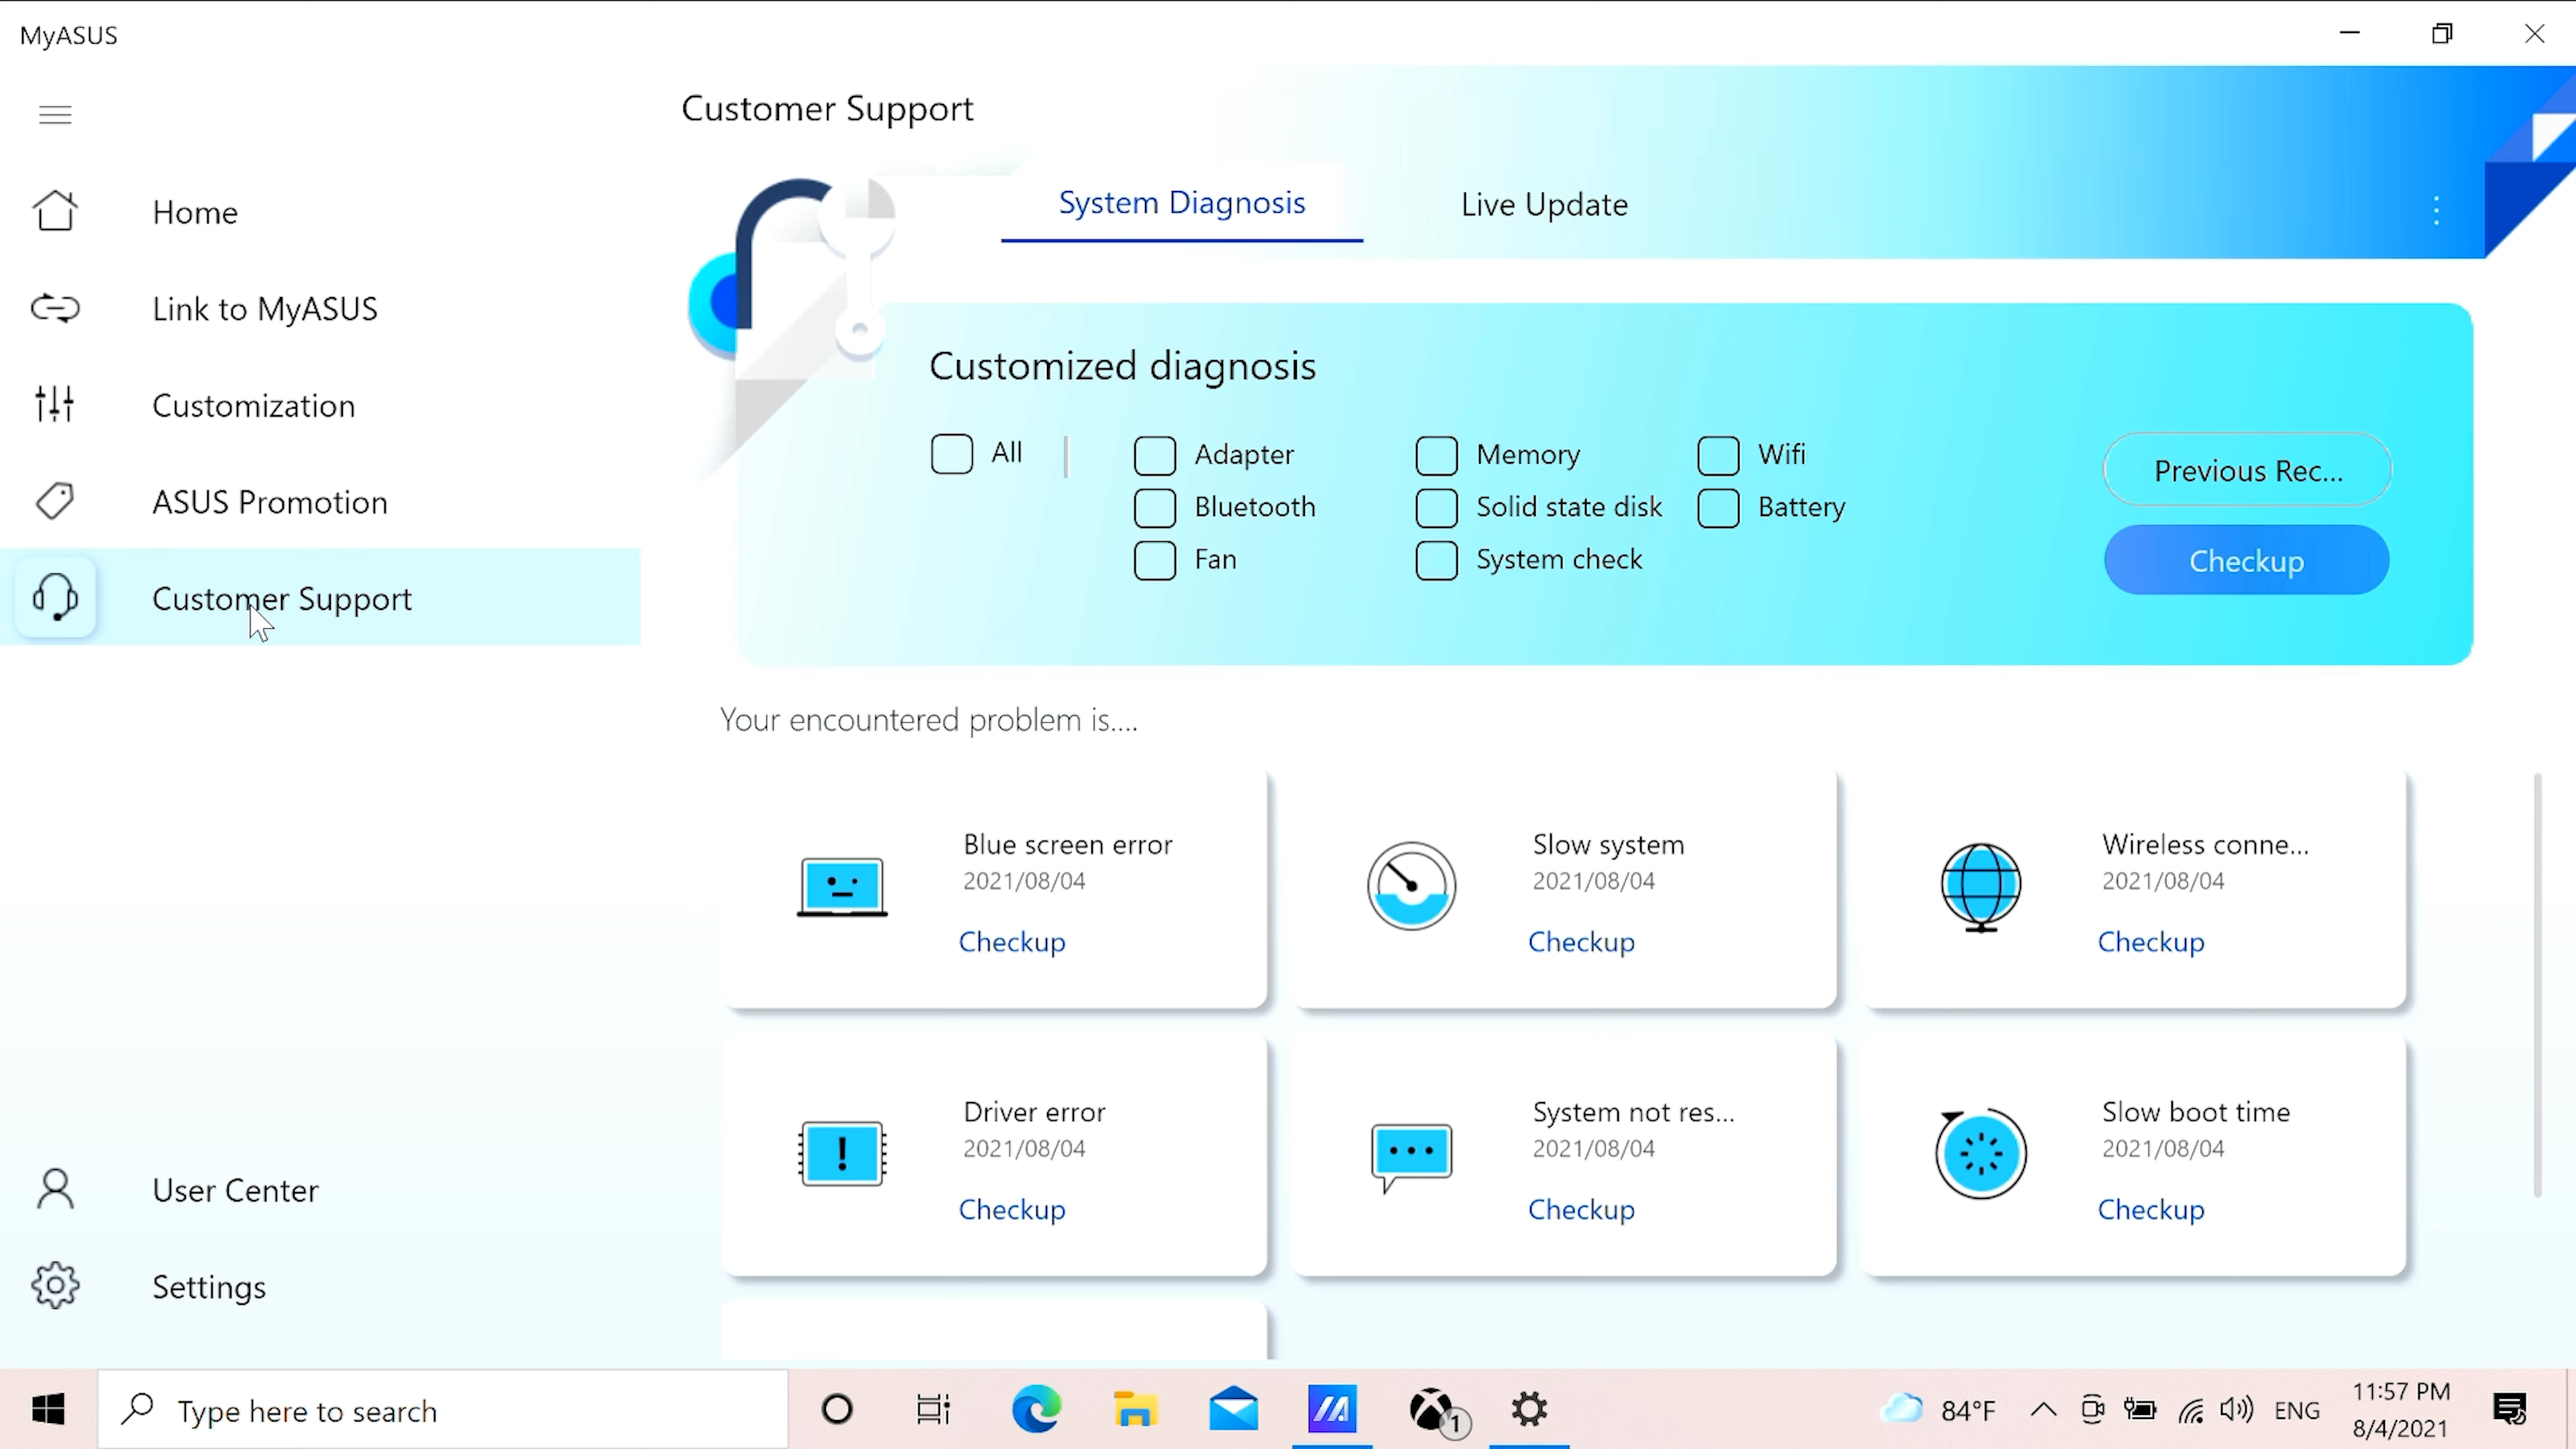 MyASUS
Customer Support
Home
Link to MyASUS
Customization
ASUS Promotion
Customer Support
User Center
Settings
System Diagnosis
Live Update
Customized diagnosis
All
Adapter
Memory
Wifi
Bluetooth
Solid state disk
Battery
Fan
System check
Previous Rec...
Checkup
Your encountered problem is....
Blue screen error
2021/08/04
Checkup
Slow system
2021/08/04
Checkup
Wireless conne...
2021/08/04
Checkup
Driver error
2021/08/04
Checkup
System not res...
2021/08/04
Checkup
Slow boot time
2021/08/04
Checkup
Type here to search
1
84°F
ENG
11:57 PM
8/4/2021